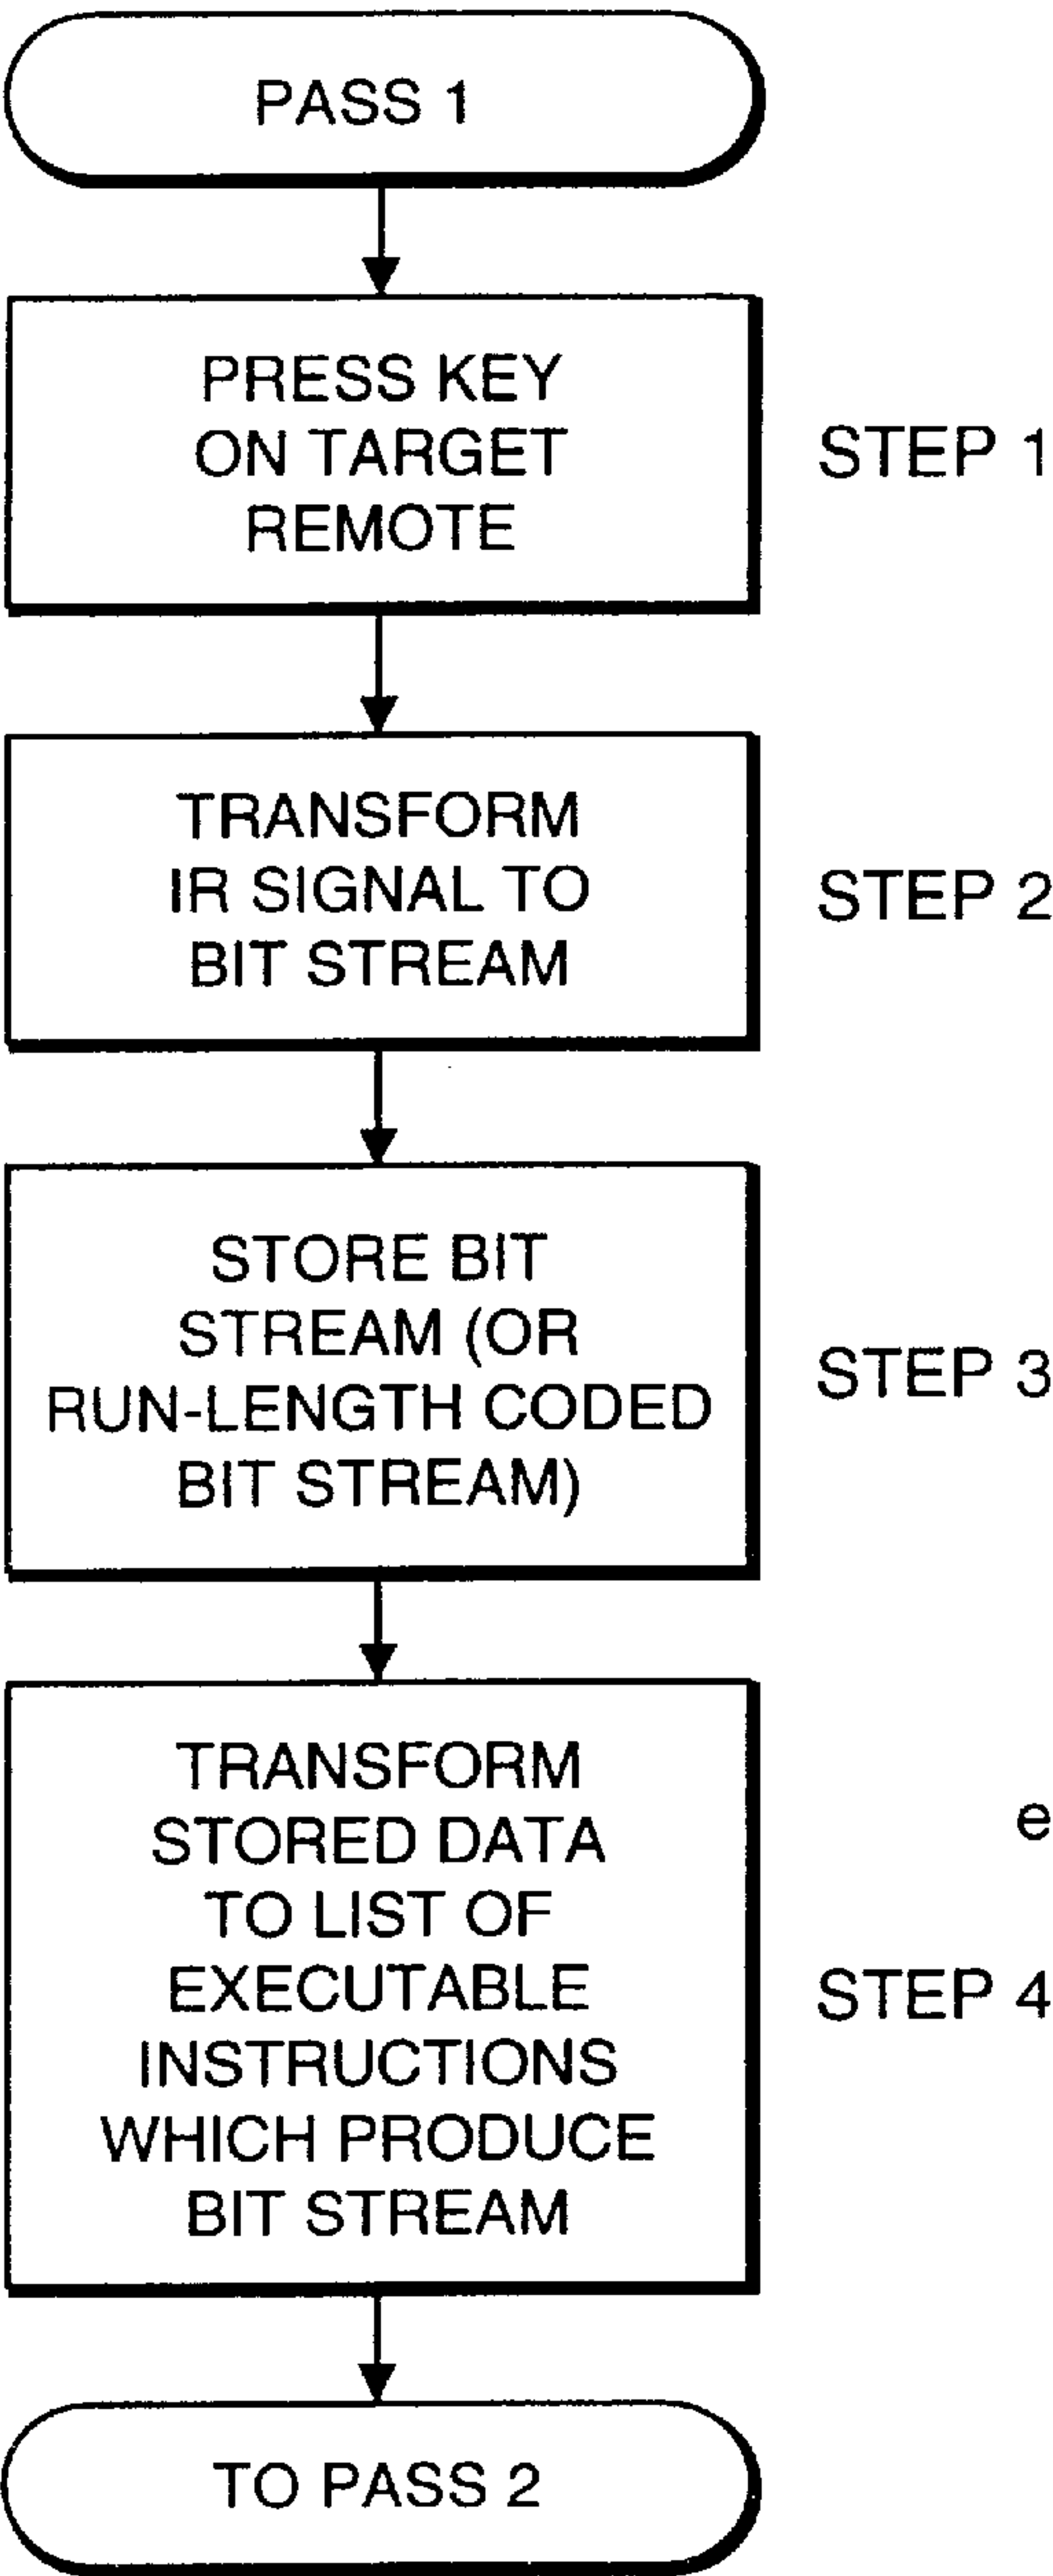 PASS 1
PRESS KEY
ON TARGET
REMOTE
STEP 1
TRANSFORM
IR SIGNAL TO
BIT STREAM
STEP 2
STORE BIT
STREAM (OR
RUN-LENGTH CODED
BIT STREAM)
STEP 3
TRANSFORM
STORED DATA
TO LIST OF
EXECUTABLE
INSTRUCTIONS
WHICH PRODUCE
BIT STREAM
e
STEP 4
TO PASS 2